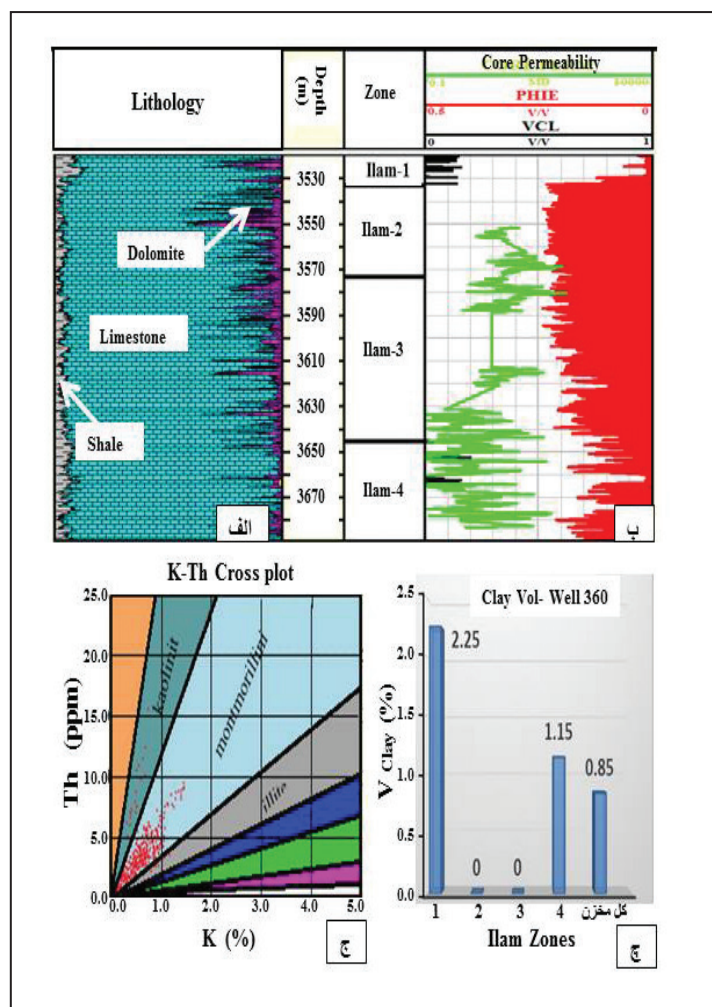 Lithology
Depth (m)
Zone
Core Permeability
0.1 MD 10000
PHIE
0.5 V/V 0
VCL
0 V/V 1
Ilam-1
Ilam-2
Ilam-3
Ilam-4
3530
3550
3570
3590
3610
3630
3650
3670
Dolomite
Limestone
Shale
الف
ب
K-Th Cross plot
Th (ppm)
25.0
20.0
15.0
10.0
5.0
0.0
kaolinit
montmorillini
illite
0.0 1.0 2.0 3.0 4.0 5.0
K (%)
ج
Clay Vol- Well 360
V Clay (%)
2.5
2.0
1.5
1.0
0.5
0.0
2.25
0
0
1.15
0.85
1 2 3 4 کل مخزن
Ilam Zones
چ